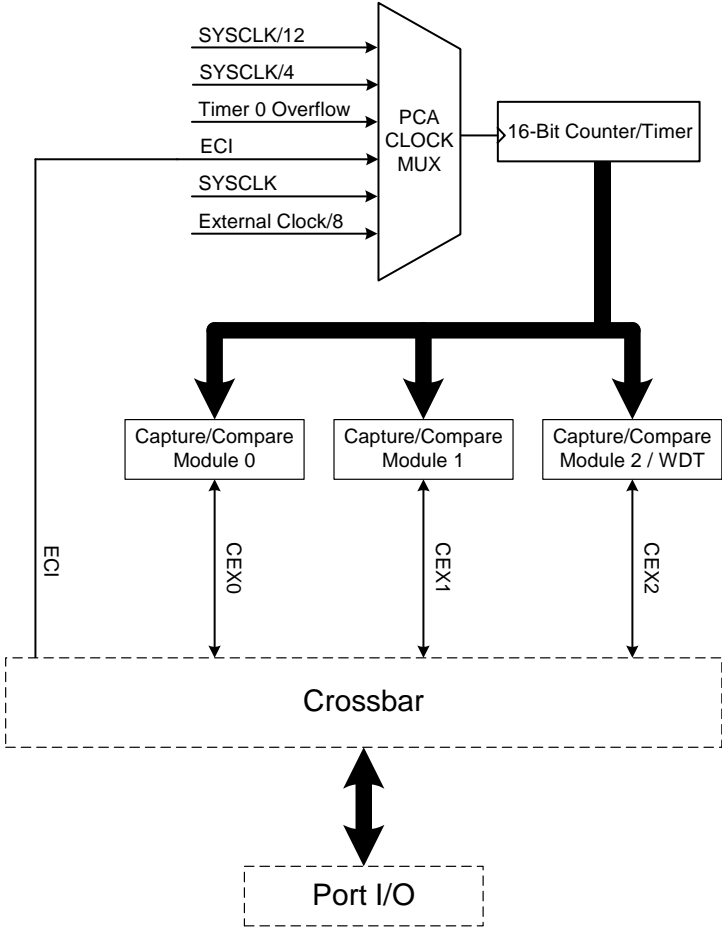 SYSCLK/12
SYSCLK/4
Timer 0 Overflow
ECI
SYSCLK
External Clock/8
PCA
CLOCK
MUX
16-Bit Counter/Timer
Capture/Compare
Module 0
Capture/Compare
Module 1
Capture/Compare
Module 2 / WDT
ECI
CEX0
CEX1
CEX2
Crossbar
Port I/O